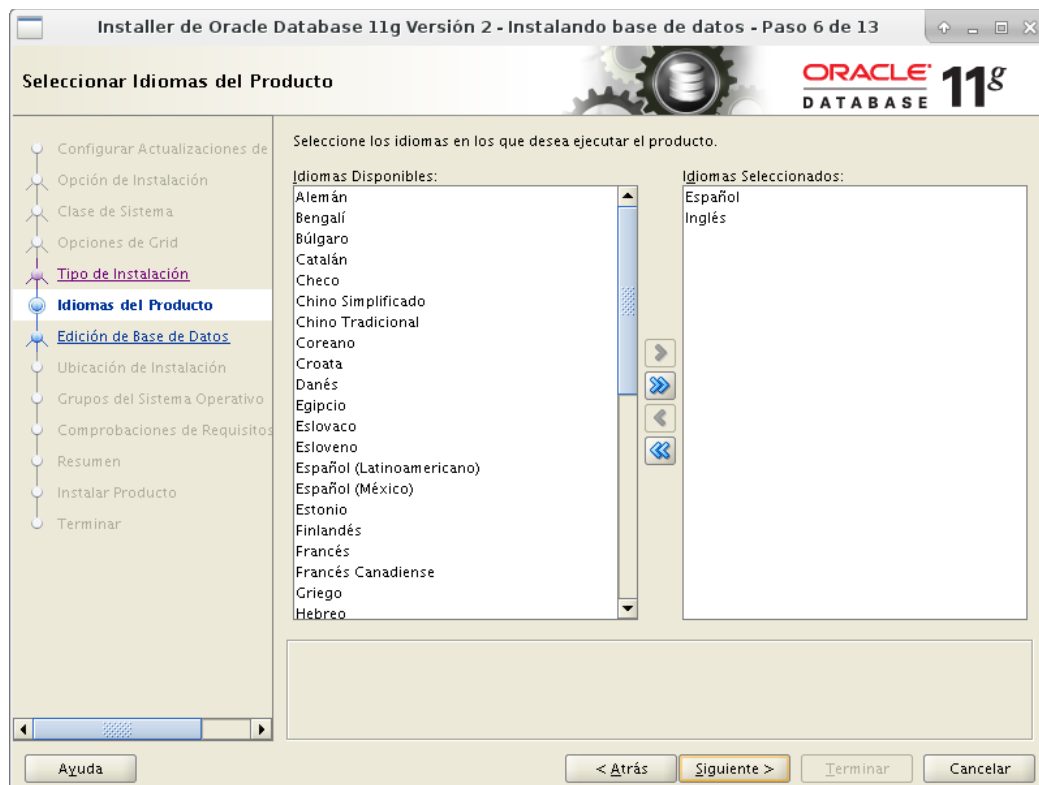 Installer de Oracle Database 11g Versión 2 - Instalando base de datos - Paso 6 de 13
Seleccionar Idiomas del Producto
ORACLE
DATABASE
11g
Configurar Actualizaciones de
Opción de Instalación
Clase de Sistema
Opciones de Grid
Tipo de Instalación
Idiomas del Producto
Edición de Base de Datos
Ubicación de Instalación
Grupos del Sistema Operativo
Comprobaciones de Requisitos
Resumen
Instalar Producto
Terminar
Seleccione los idiomas en los que desea ejecutar el producto.
Idiomas Disponibles:
Alemán
Bengalí
Búlgaro
Catalán
Checo
Chino Simplificado
Chino Tradicional
Coreano
Croata
Danés
Egipcio
Eslovaco
Esloveno
Español (Latinoamericano)
Español (México)
Estonio
Finlandés
Francés
Francés Canadiense
Griego
Hebreo
Idiomas Seleccionados:
Español
Inglés
Ayuda
< Atrás
Siguiente >
Terminar
Cancelar